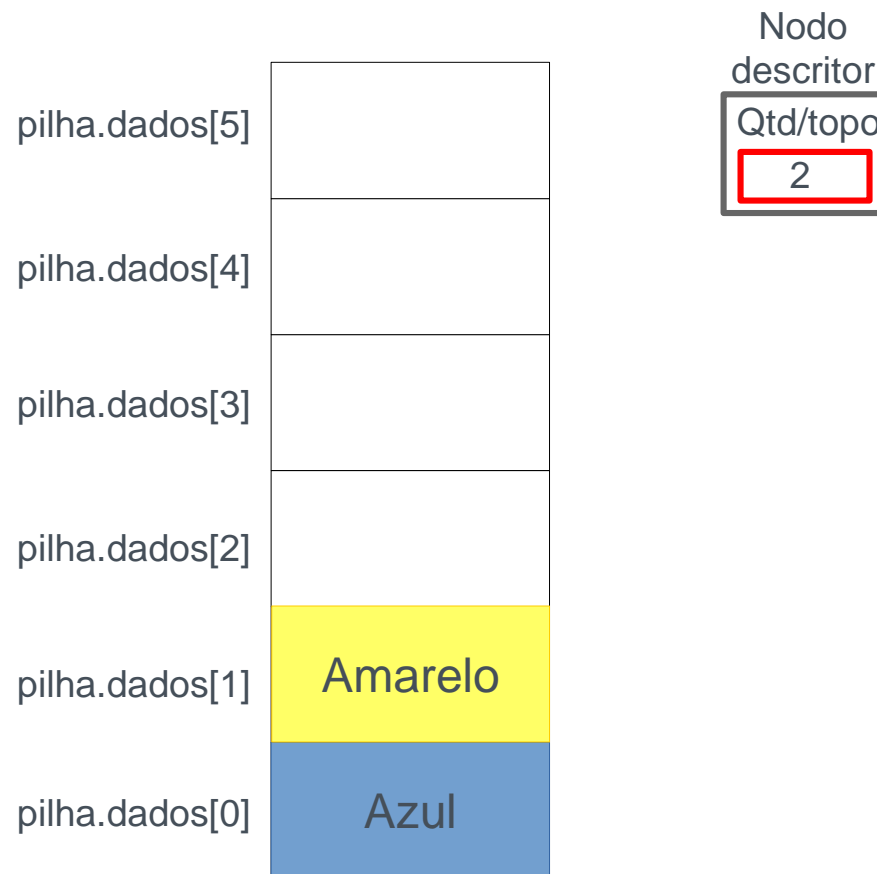 Nodo
descritor
Qtd/topo
2
pilha.dados[5]
pilha.dados[4]
pilha.dados[3]
pilha.dados[2]
pilha.dados[1]
Amarelo
pilha.dados[0]
Azul